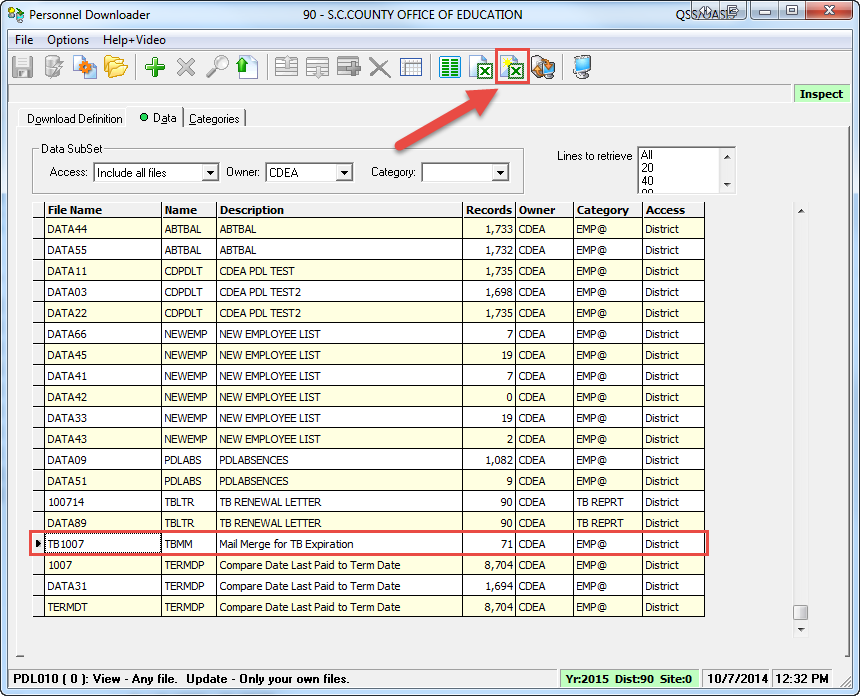 Personnel Downloader 90 - S.C.COUNTY OFFICE OF EDUCATION QSS/OASIS
File Options Help+Video
Inspect
Download Definition Data Categories
Data SubSet
Access: Include all files Owner: CDEA Category:
Lines to retrieve All
20
40
File Name Name Description Records Owner Category Access
DATA44 ABTBAL ABTBAL 1,733 CDEA EMP@ District
DATA55 ABTBAL ABTBAL 1,732 CDEA EMP@ District
DATA11 CDPDLT CDEA PDL TEST 1,735 CDEA EMP@ District
DATA03 CDPDLT CDEA PDL TEST2 1,698 CDEA EMP@ District
DATA22 CDPDLT CDEA PDL TEST2 1,735 CDEA EMP@ District
DATA66 NEWEMP NEW EMPLOYEE LIST 7 CDEA EMP@ District
DATA45 NEWEMP NEW EMPLOYEE LIST 19 CDEA EMP@ District
DATA41 NEWEMP NEW EMPLOYEE LIST 7 CDEA EMP@ District
DATA42 NEWEMP NEW EMPLOYEE LIST 0 CDEA EMP@ District
DATA33 NEWEMP NEW EMPLOYEE LIST 19 CDEA EMP@ District
DATA43 NEWEMP NEW EMPLOYEE LIST 2 CDEA EMP@ District
DATA09 PDLABS PDLABSENCES 1,082 CDEA EMP@ District
DATA51 PDLABS PDLABSENCES 9 CDEA EMP@ District
100714 TBLTR TB RENEWAL LETTER 90 CDEA TB REPRT District
DATA89 TBLTR TB RENEWAL LETTER 90 CDEA TB REPRT District
TB1007 TBMM Mail Merge for TB Expiration 71 CDEA EMP@ District
1007 TERMDP Compare Date Last Paid to Term Date 8,704 CDEA EMP@ District
DATA31 TERMDP Compare Date Last Paid to Term Date 1,694 CDEA EMP@ District
TERMDT TERMDP Compare Date Last Paid to Term Date 8,704 CDEA EMP@ District
PDL010 ( 0 ): View - Any file. Update - Only your own files. Yr:2015 Dist:90 Site:0 10/7/2014 12:32 PM